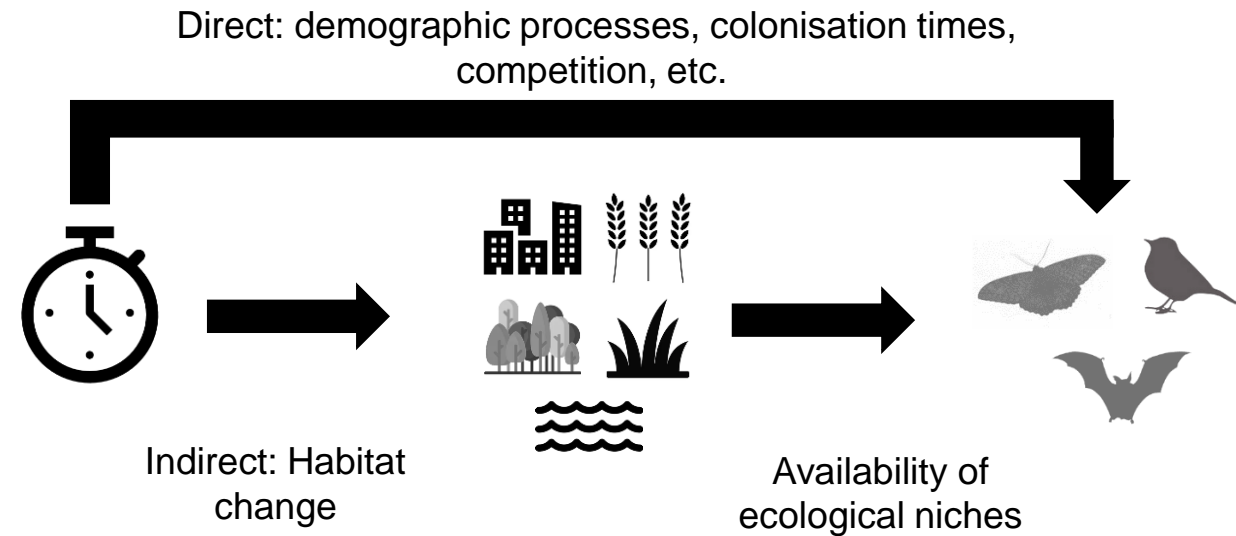 Direct: demographic processes, colonisation times,
competition, etc.
Indirect: Habitat
change
Availability of
ecological niches